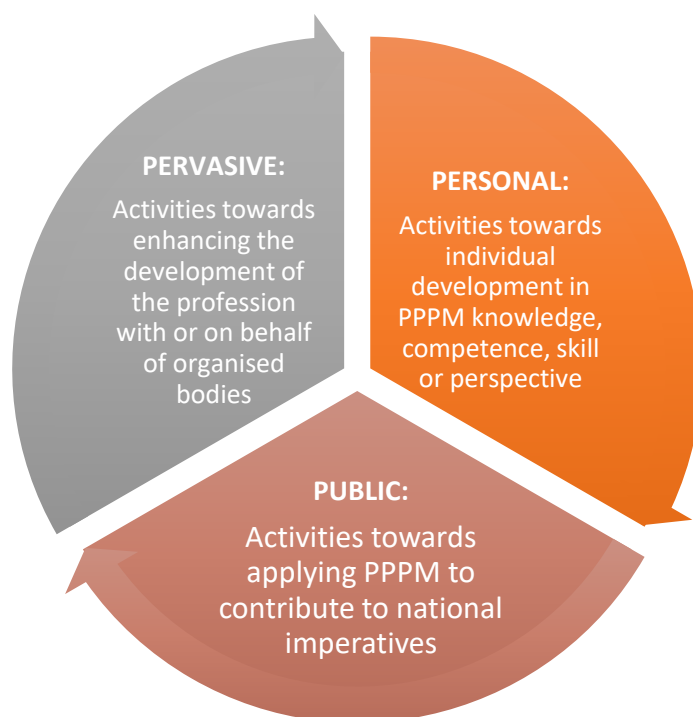 PERVASIVE:
Activities towards
enhancing the
development of
the profession
with or on behalf
of organised
bodies
PERSONAL:
Activities towards
individual
development in
PPPM knowledge,
competence, skill
or perspective
PUBLIC:
Activities towards
applying PPPM to
contribute to national
imperatives